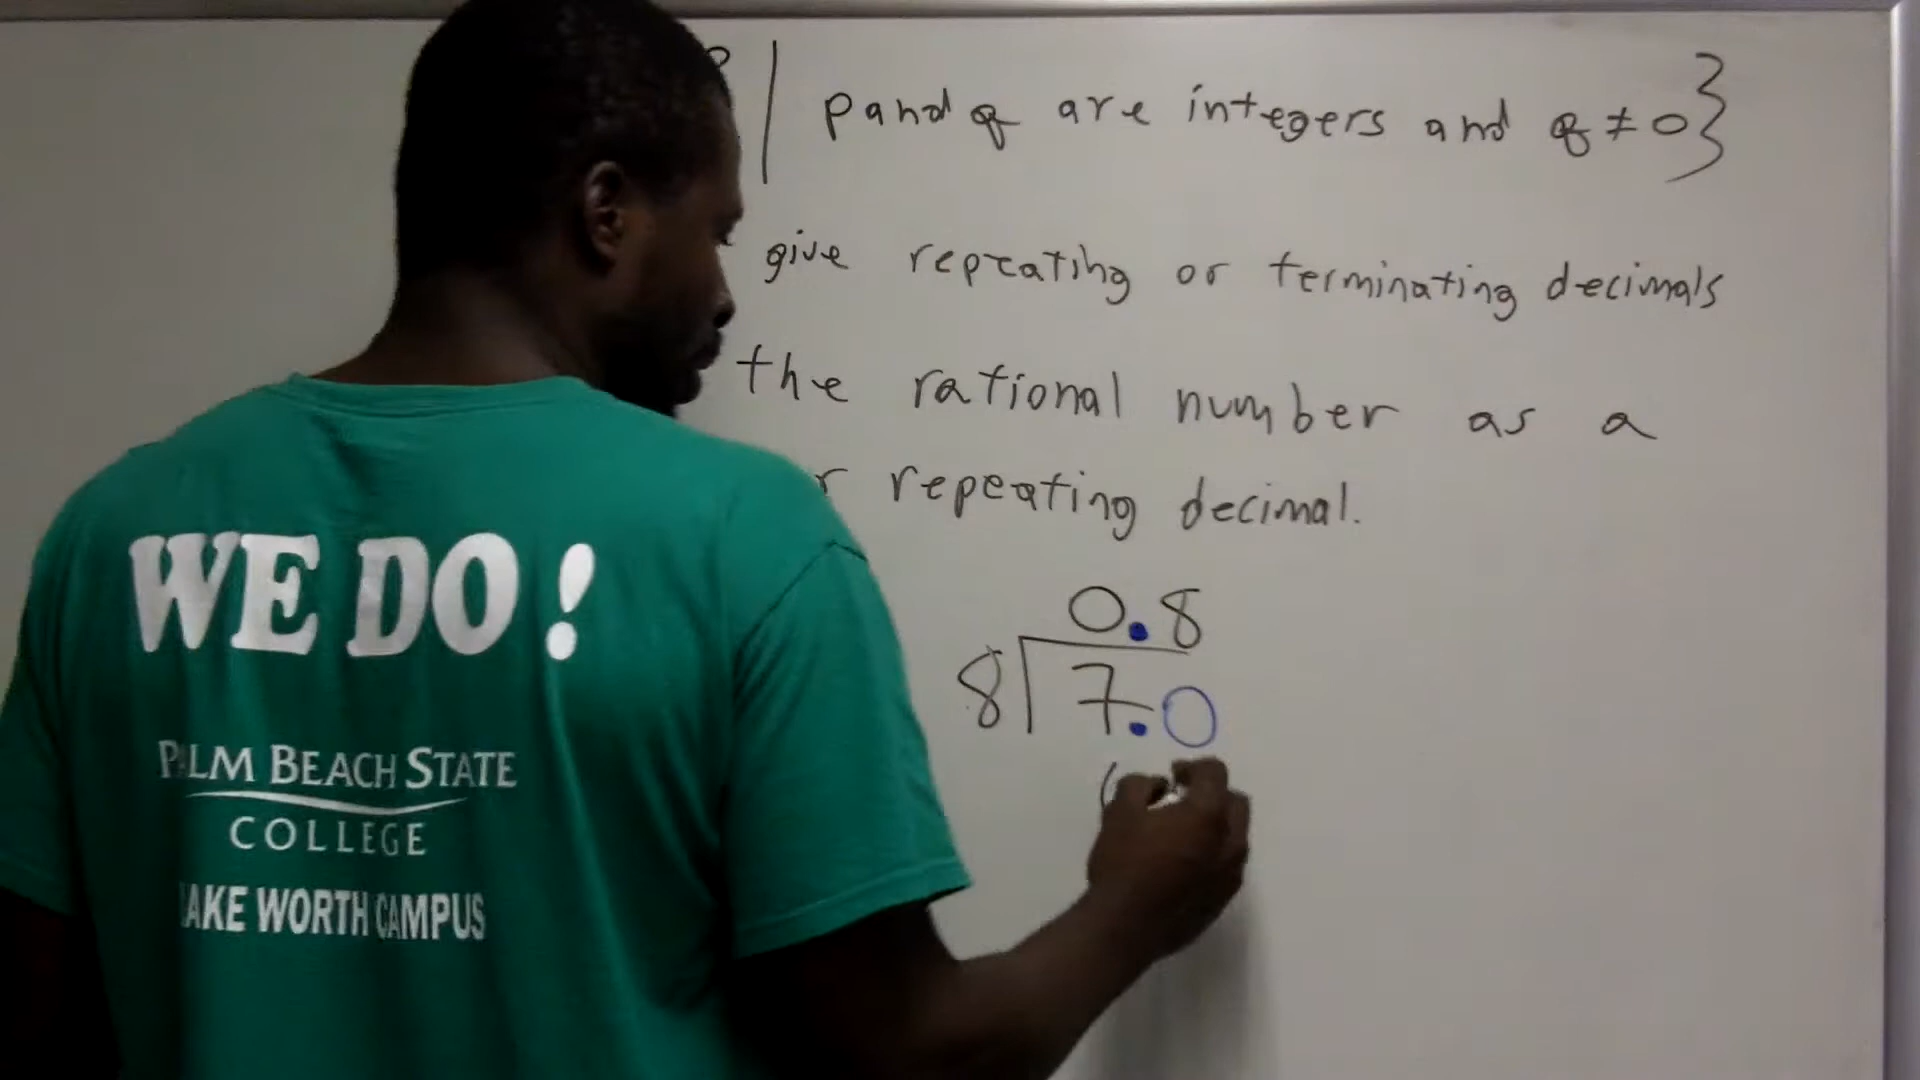 p and q are integers and q ≠ 0}
give repeating or terminating decimals
the rational number as a
r repeating decimal.
0.8
8 7.0
WE DO!
PALM BEACH STATE
COLLEGE
LAKE WORTH CAMPUS